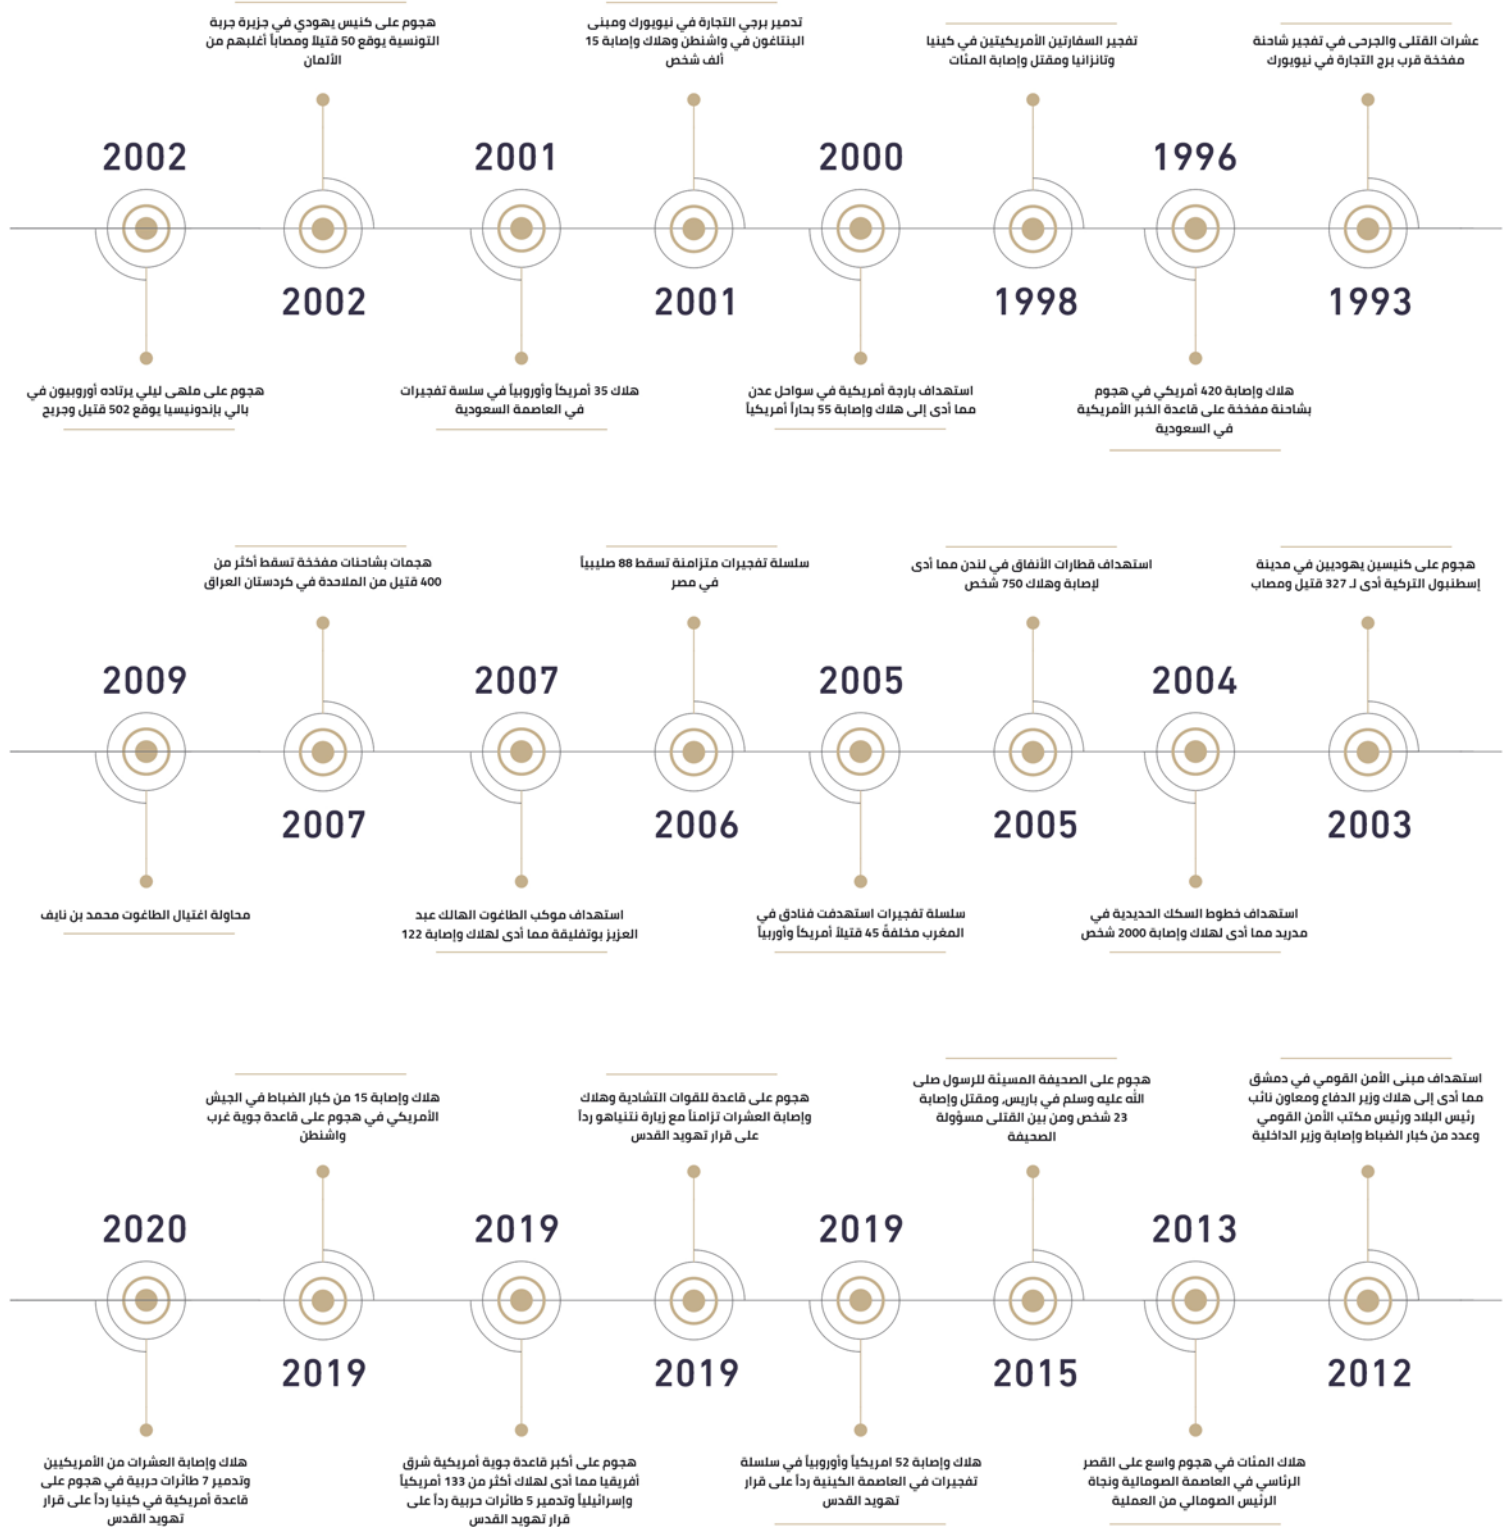 عشرات القتلى والجرحى في تفجير شاحنة
مفخخة قرب برج التجارة في نيويورك
1993
1996
هلاك وإصابة 420 أمريكي في هجوم
بشاحنة مفخخة على قاعدة الخبر الأمريكية
في السعودية
تفجير السفارتين الأمريكيتين في كينيا
وتانزانيا ومقتل وإصابة المئات
1998
2000
استهداف بارجة أمريكية في سواحل عدن
مما أدى إلى هلاك وإصابة 55 بحاراً أمريكياً
تدمير برجي التجارة في نيويورك ومبنى
البنتاغون في واشنطن وهلاك وإصابة 15
ألف شخص
2001
2001
هلاك 35 أمريكاً وأوروبياً في سلسة تفجيرات
في العاصمة السعودية
هجوم على كنيس يهودي في جزيرة جربة
التونسية يوقع 50 قتيلاً ومصاباً أغلبهم من
الألمان
2002
2002
هجوم على ملهى ليلي يرتاده أوروبيون في
بالي بإندونيسيا يوقع 502 قتيل وجريح
هجوم على كنيسين يهوديين في مدينة
إسطنبول التركية أدى لـ 327 قتيل ومصاب
2003
2004
استهداف خطوط السكك الحديدية في
مدريد مما أدى لهلاك وإصابة 2000 شخص
استهداف قطارات الأنفاق في لندن مما أدى
لإصابة وهلاك 750 شخص
2005
2005
سلسلة تفجيرات استهدفت فنادق في
المغرب مخلفةً 45 قتيلاً أمريكاً وأوربياً
سلسلة تفجيرات متزامنة تسقط 88 صليبياً
في مصر
2006
2007
استهداف موكب الطاغوت الهالك عبد
العزيز بوتفليقة مما أدى لهلاك وإصابة 122
هجمات بشاحنات مفخخة تسقط أكثر من
400 قتيل من الملاحدة في كردستان العراق
2007
2009
محاولة اغتيال الطاغوت محمد بن نايف
استهداف مبنى الأمن القومي في دمشق
مما أدى إلى هلاك وزير الدفاع ومعاون نائب
رئيس البلاد ورئيس مكتب الأمن القومي
وعدد من كبار الضباط وإصابة وزير الداخلية
2012
2013
هلاك المئات في هجوم واسع على القصر
الرئاسي في العاصمة الصومالية ونجاة
الرئيس الصومالي من العملية
هجوم على الصحيفة المسيئة للرسول صلى
الله عليه وسلم في باريس، ومقتل وإصابة
23 شخص ومن بين القتلى مسؤولة
الصحيفة
2015
2019
هلاك وإصابة 52 امريكياً وأوروبياً في سلسلة
تفجيرات في العاصمة الكينية رداً على قرار
تهويد القدس
هجوم على قاعدة للقوات التشادية وهلاك
وإصابة العشرات تزامناً مع زيارة نتنياهو رداً
على قرار تهويد القدس
2019
2019
هجوم على أكبر قاعدة جوية أمريكية شرق
أفريقيا مما أدى لهلاك أكثر من 133 أمريكياً
وإسرائيلياً وتدمير 5 طائرات حربية رداً على
قرار تهويد القدس
هلاك وإصابة 15 من كبار الضباط في الجيش
الأمريكي في هجوم على قاعدة جوية غرب
واشنطن
2019
2020
هلاك وإصابة العشرات من الأمريكيين
وتدمير 7 طائرات حربية في هجوم على
قاعدة أمريكية في كينيا رداً على قرار
تهويد القدس